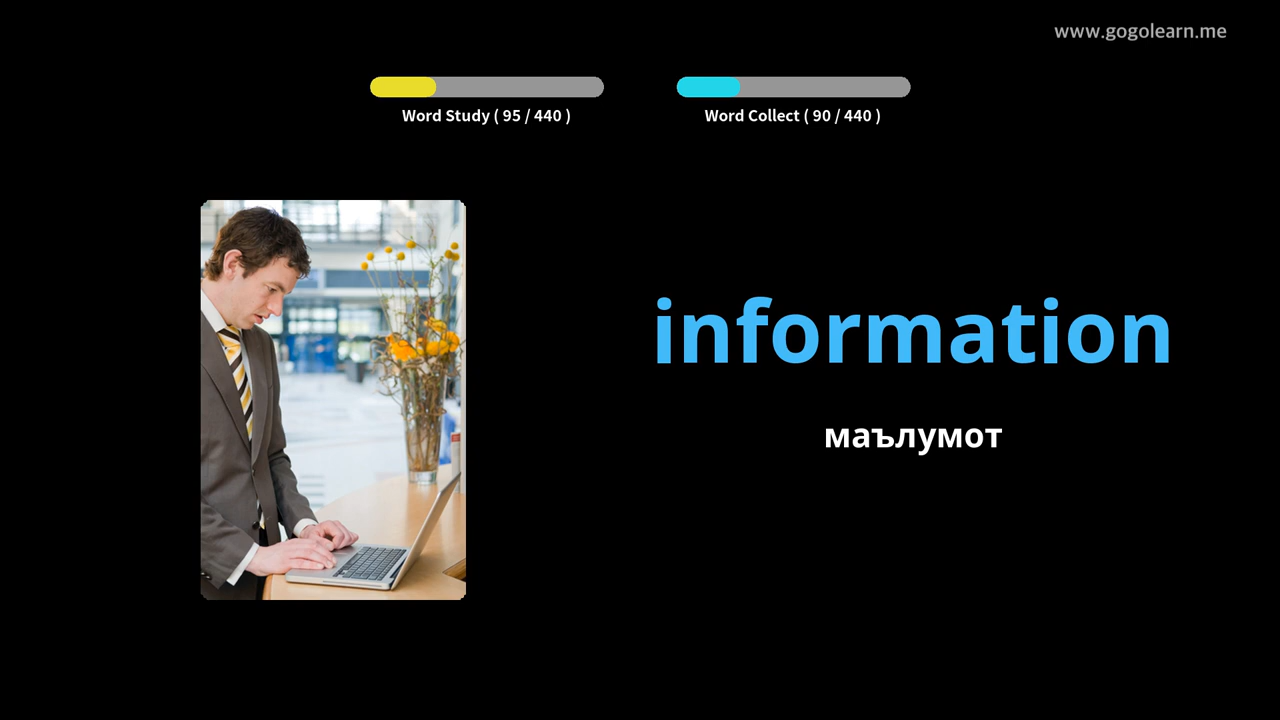 www.gogolearn.me
Word Study ( 95 / 440 )
Word Collect ( 90 / 440 )
information
маълумот